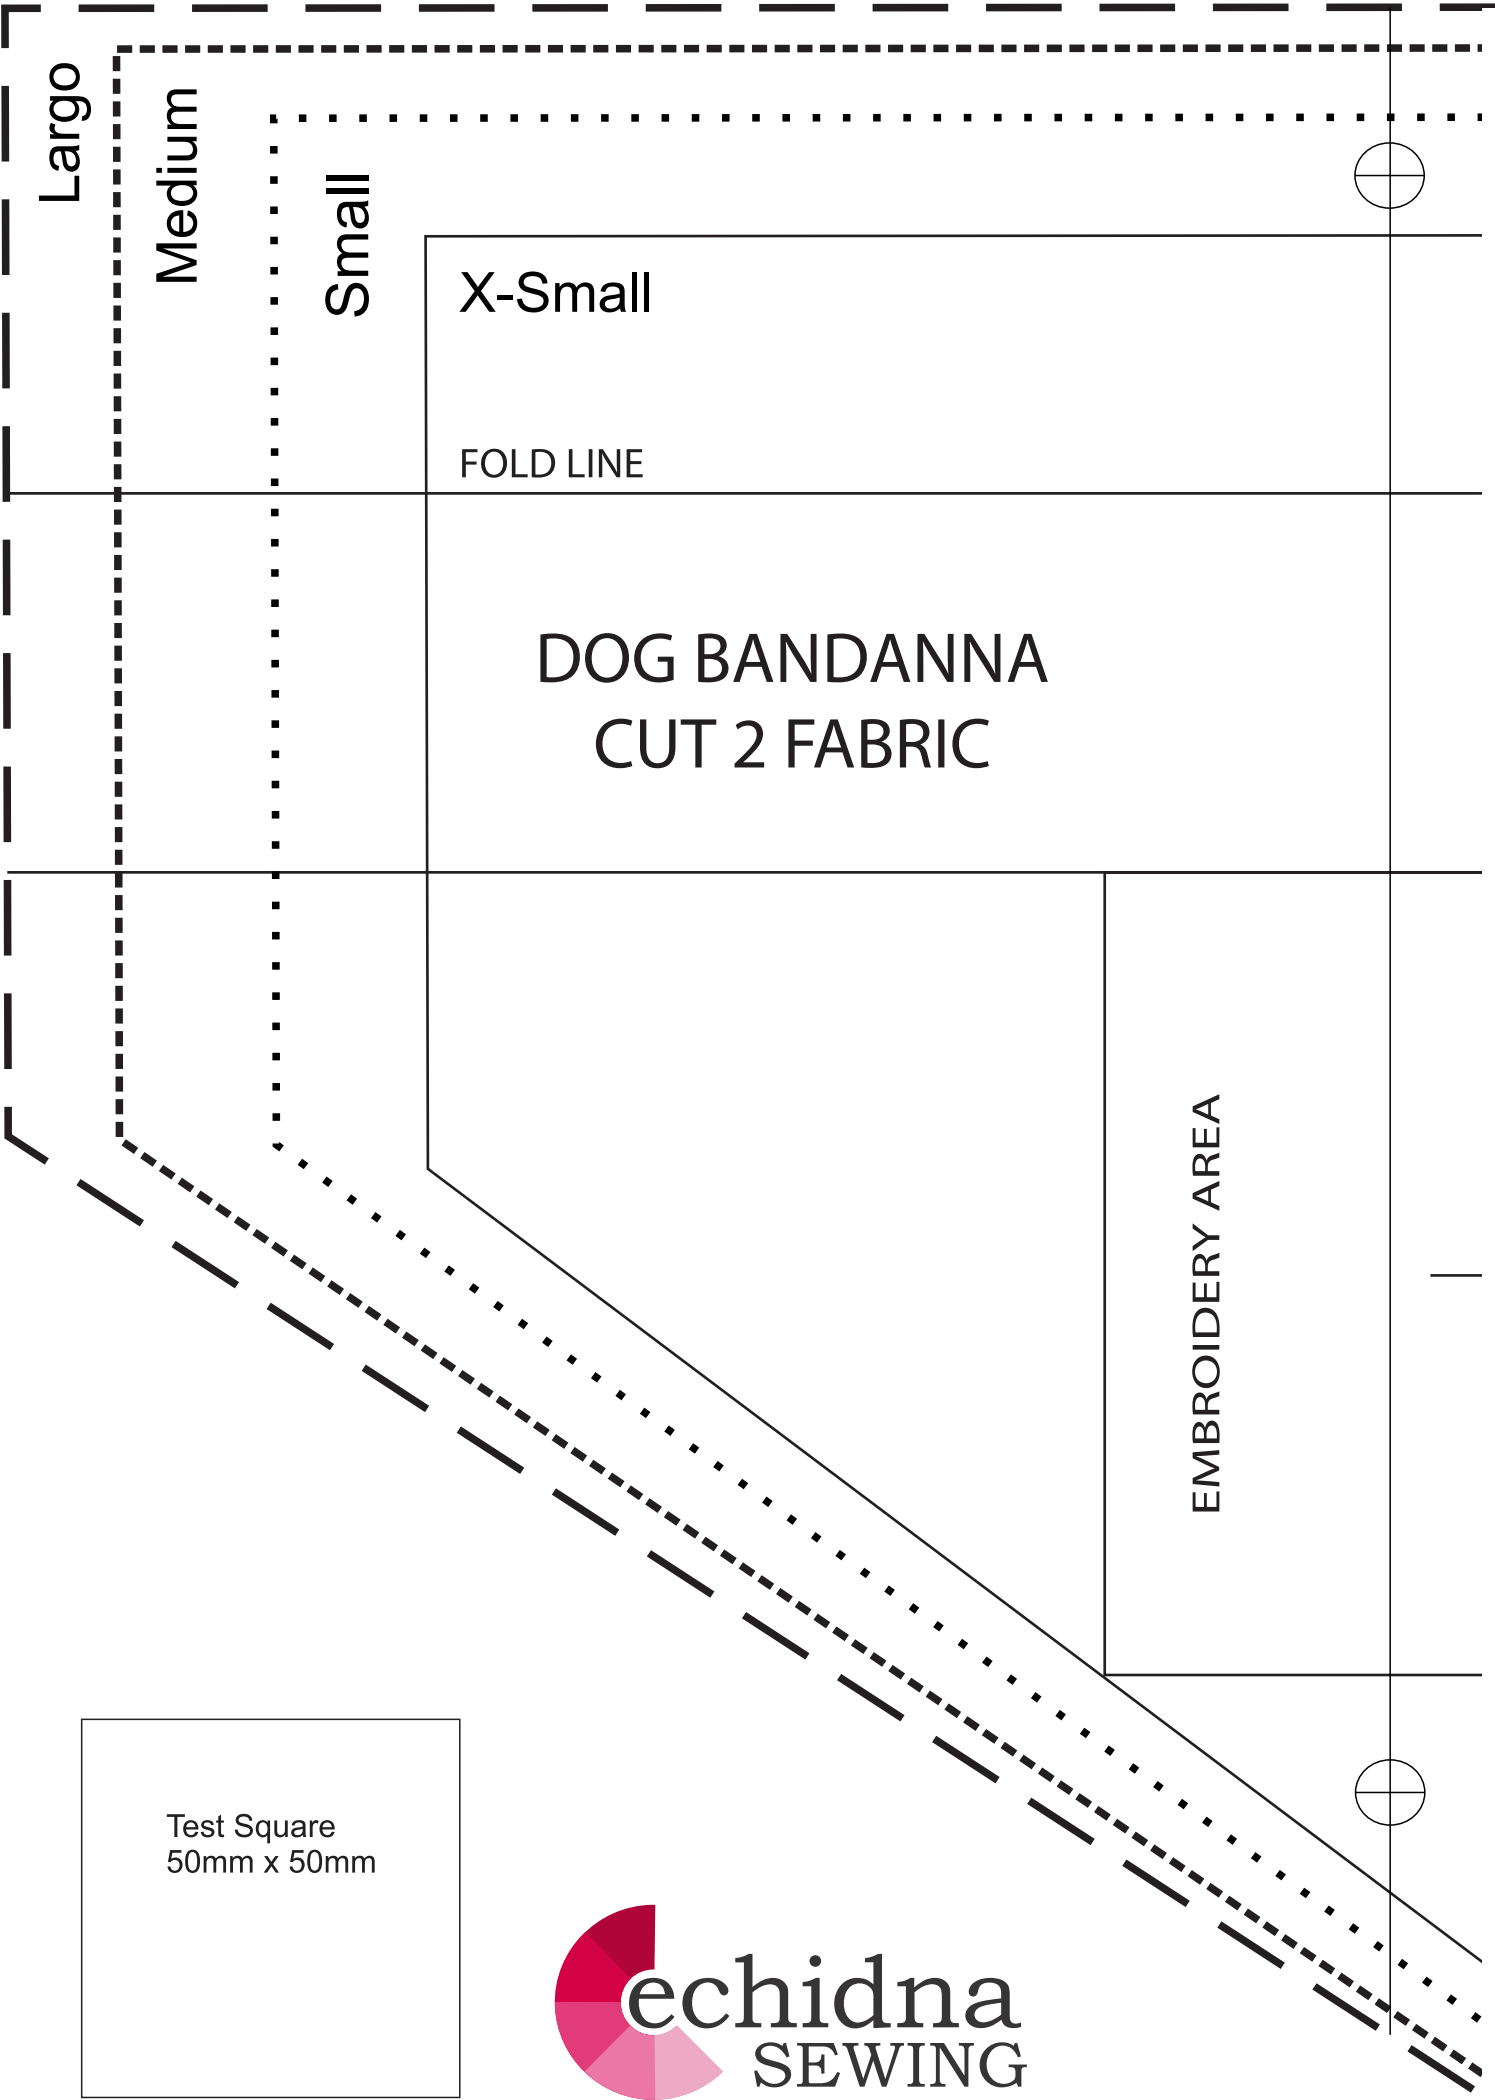 Largo
Medium
Small
X-Small
FOLD LINE
DOG BANDANNA
CUT 2 FABRIC
EMBROIDERY AREA
Test Square
50mm x 50mm
echidna
SEWING